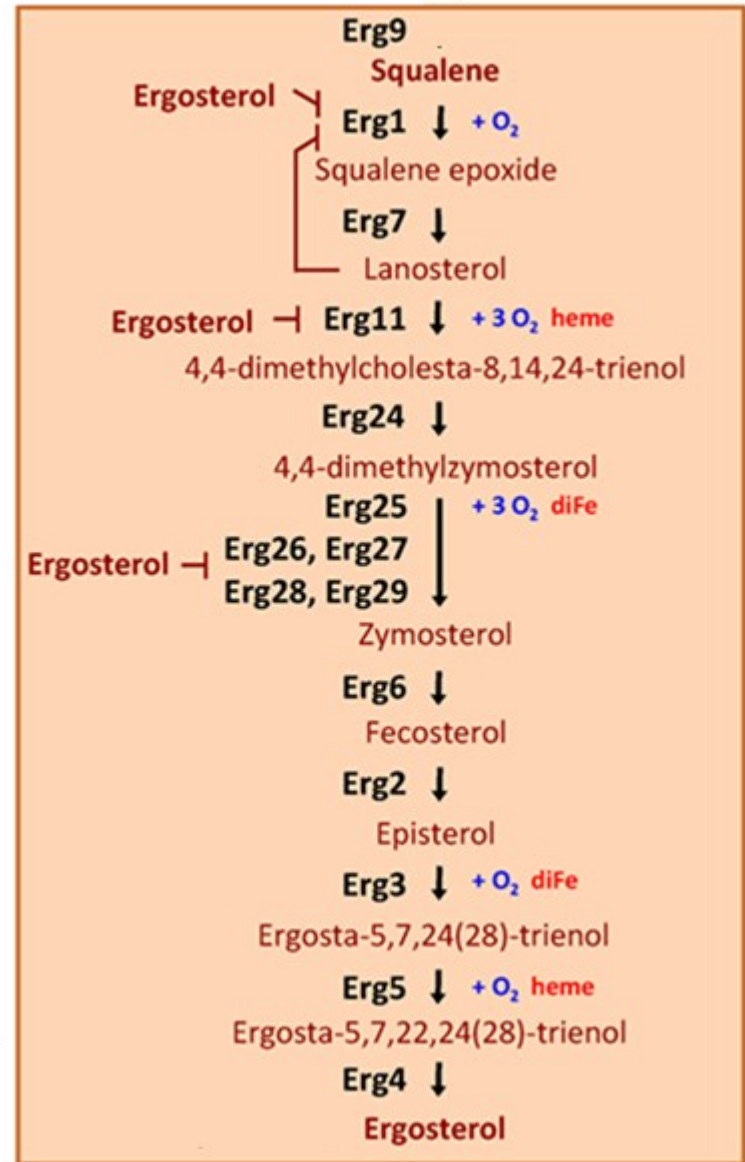 Erg9
Squalene
Ergosterol
Erg1 + O₂
Squalene epoxide
Erg7
Lanosterol
Ergosterol Erg11 + 3 O₂ heme
4,4-dimethylcholesta-8,14,24-trienol
Erg24
4,4-dimethylzymosterol
Erg25 + 3 O₂ diFe
Erg26, Erg27
Ergosterol
Erg28, Erg29
Zymosterol
Erg6
Fecosterol
Erg2
Episterol
Erg3 + O₂ diFe
Ergosta-5,7,24(28)-trienol
Erg5 + O₂ heme
Ergosta-5,7,22,24(28)-trienol
Erg4
Ergosterol